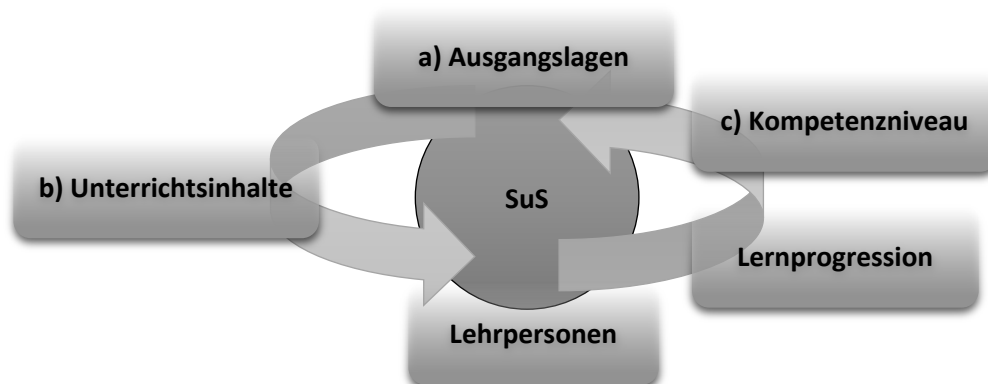 a) Ausgangslagen
c) Kompetenzniveau
b) Unterrichtsinhalte
SuS
Lernprogression
Lehrpersonen